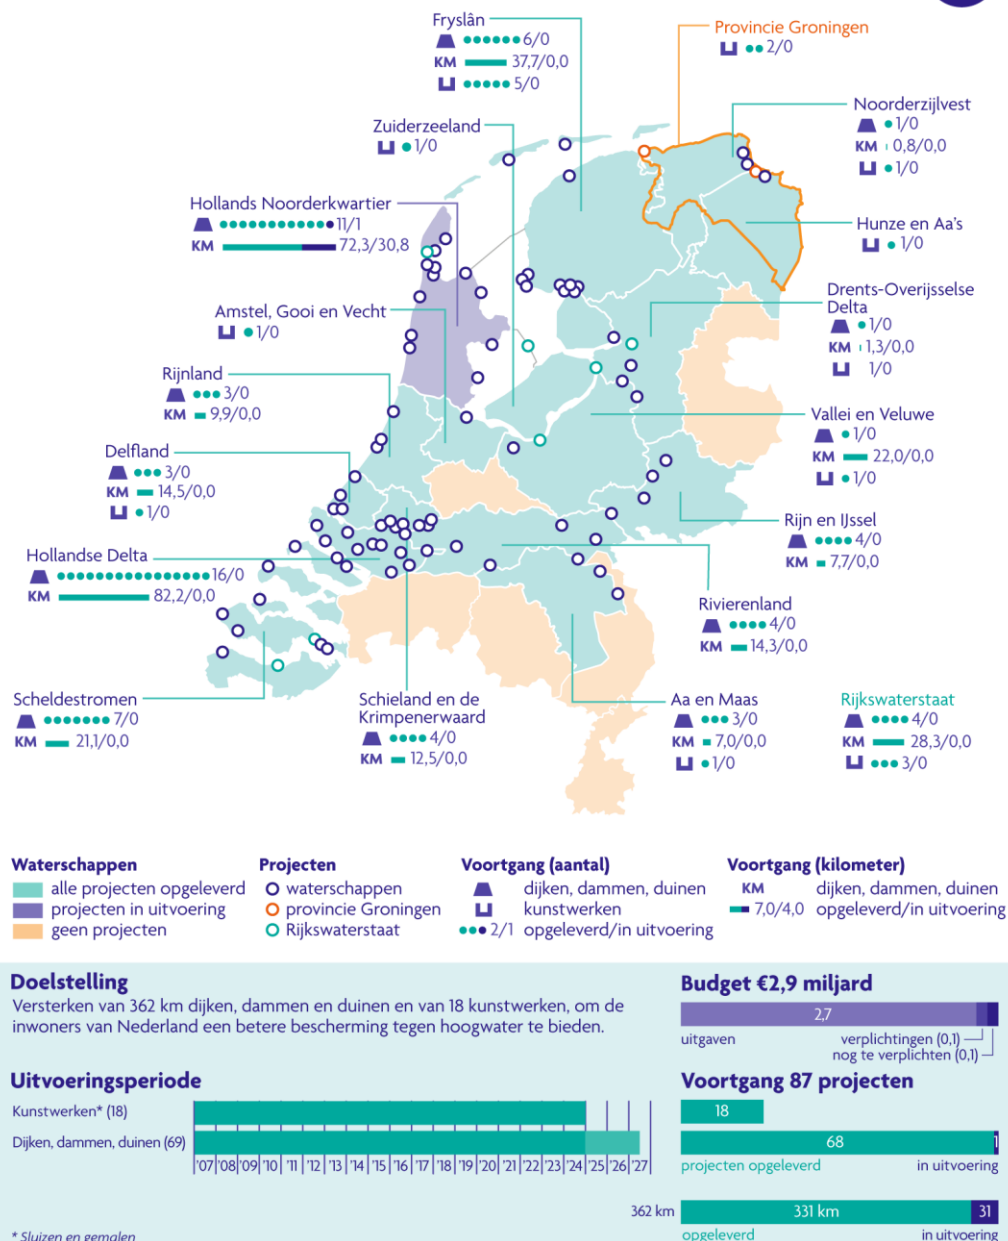 Fryslân
6/0
KM 37,7/0,0
5/0
Provincie Groningen
2/0
Zuiderzeeland
1/0
Noorderzijlvest
1/0
KM 0,8/0,0
1/0
Hollands Noorderkwartier
11/1
KM 72,3/30,8
Hunze en Aa's
1/0
Amstel, Gooi en Vecht
1/0
Drents-Overijsselse
Delta
1/0
KM 1,3/0,0
1/0
Rijnland
3/0
KM 9,9/0,0
Vallei en Veluwe
1/0
KM 22,0/0,0
1/0
Delfland
3/0
KM 14,5/0,0
1/0
Rijn en IJssel
4/0
KM 7,7/0,0
Hollandse Delta
16/0
KM 82,2/0,0
Rivierenland
4/0
KM 14,3/0,0
Scheldestromen
7/0
KM 21,1/0,0
Schieland en de
Krimpenerwaard
4/0
KM 12,5/0,0
Aa en Maas
3/0
KM 7,0/0,0
1/0
Rijkswaterstaat
4/0
KM 28,3/0,0
3/0
Waterschappen
alle projecten opgeleverd
projecten in uitvoering
geen projecten
Projecten
waterschappen
provincie Groningen
Rijkswaterstaat
Voortgang (aantal)
dijken, dammen, duinen
kunstwerken
2/1 opgeleverd/in uitvoering
Voortgang (kilometer)
KM dijken, dammen, duinen
7,0/4,0 opgeleverd/in uitvoering
Doelstelling
Versterken van 362 km dijken, dammen en duinen en van 18 kunstwerken, om de
inwoners van Nederland een betere bescherming tegen hoogwater te bieden.
Budget €2,9 miljard
2,7
uitgaven verplichtingen (0,1)
nog te verplichten (0,1)
Uitvoeringsperiode
Kunstwerken* (18)
Dijken, dammen, duinen (69)
'07 '08 '09 '10 '11 '12 '13 '14 '15 '16 '17 '18 '19 '20 '21 '22 '23 '24 '25 '26 '27
Voortgang 87 projecten
18
68 1
projecten opgeleverd in uitvoering
362 km 331 km 31
opgeleverd in uitvoering
* Sluizen en gemalen